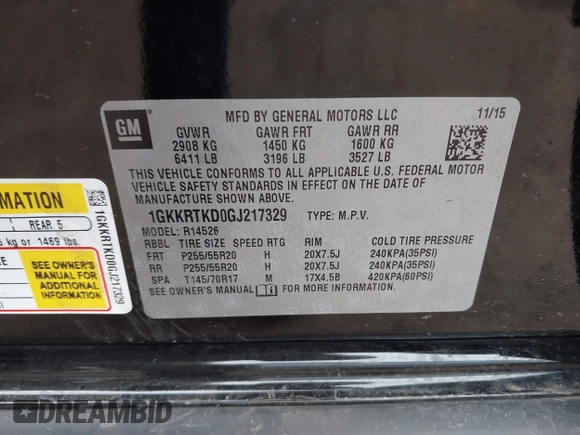 GM
MFD BY GENERAL MOTORS LLC 11/15
GVWR GAWR FRT GAWR RR
2908 KG 1450 KG 1600 KG
6411 LB 3196 LB 3527 LB
THIS VEHICLE CONFORMS TO ALL APPLICABLE U.S. FEDERAL MOTOR
VEHICLE SAFETY STANDARDS IN EFFECT ON THE DATE OF
MANUFACTURE SHOWN ABOVE.
1GKKRTKD0GJ217329 TYPE: M.P.V.
MODEL: R14526
RBBL TIRE SIZE SPEED RTG RIM COLD TIRE PRESSURE
FRT P255/55R20 H 20X7.5J 240KPA(35PSI)
RR P255/55R20 H 20X7.5J 240KPA(35PSI)
SPA T145/70R17 M 17X4.5B 420KPA(60PSI)
SEE OWNER'S MANUAL FOR MORE INFORMATION.
REAR 5
kg or 1469 lbs.
SEE OWNER'S
MANUAL FOR
ADDITIONAL
INFORMATION
1GKKRTKD0GJ217329
DREAMBID